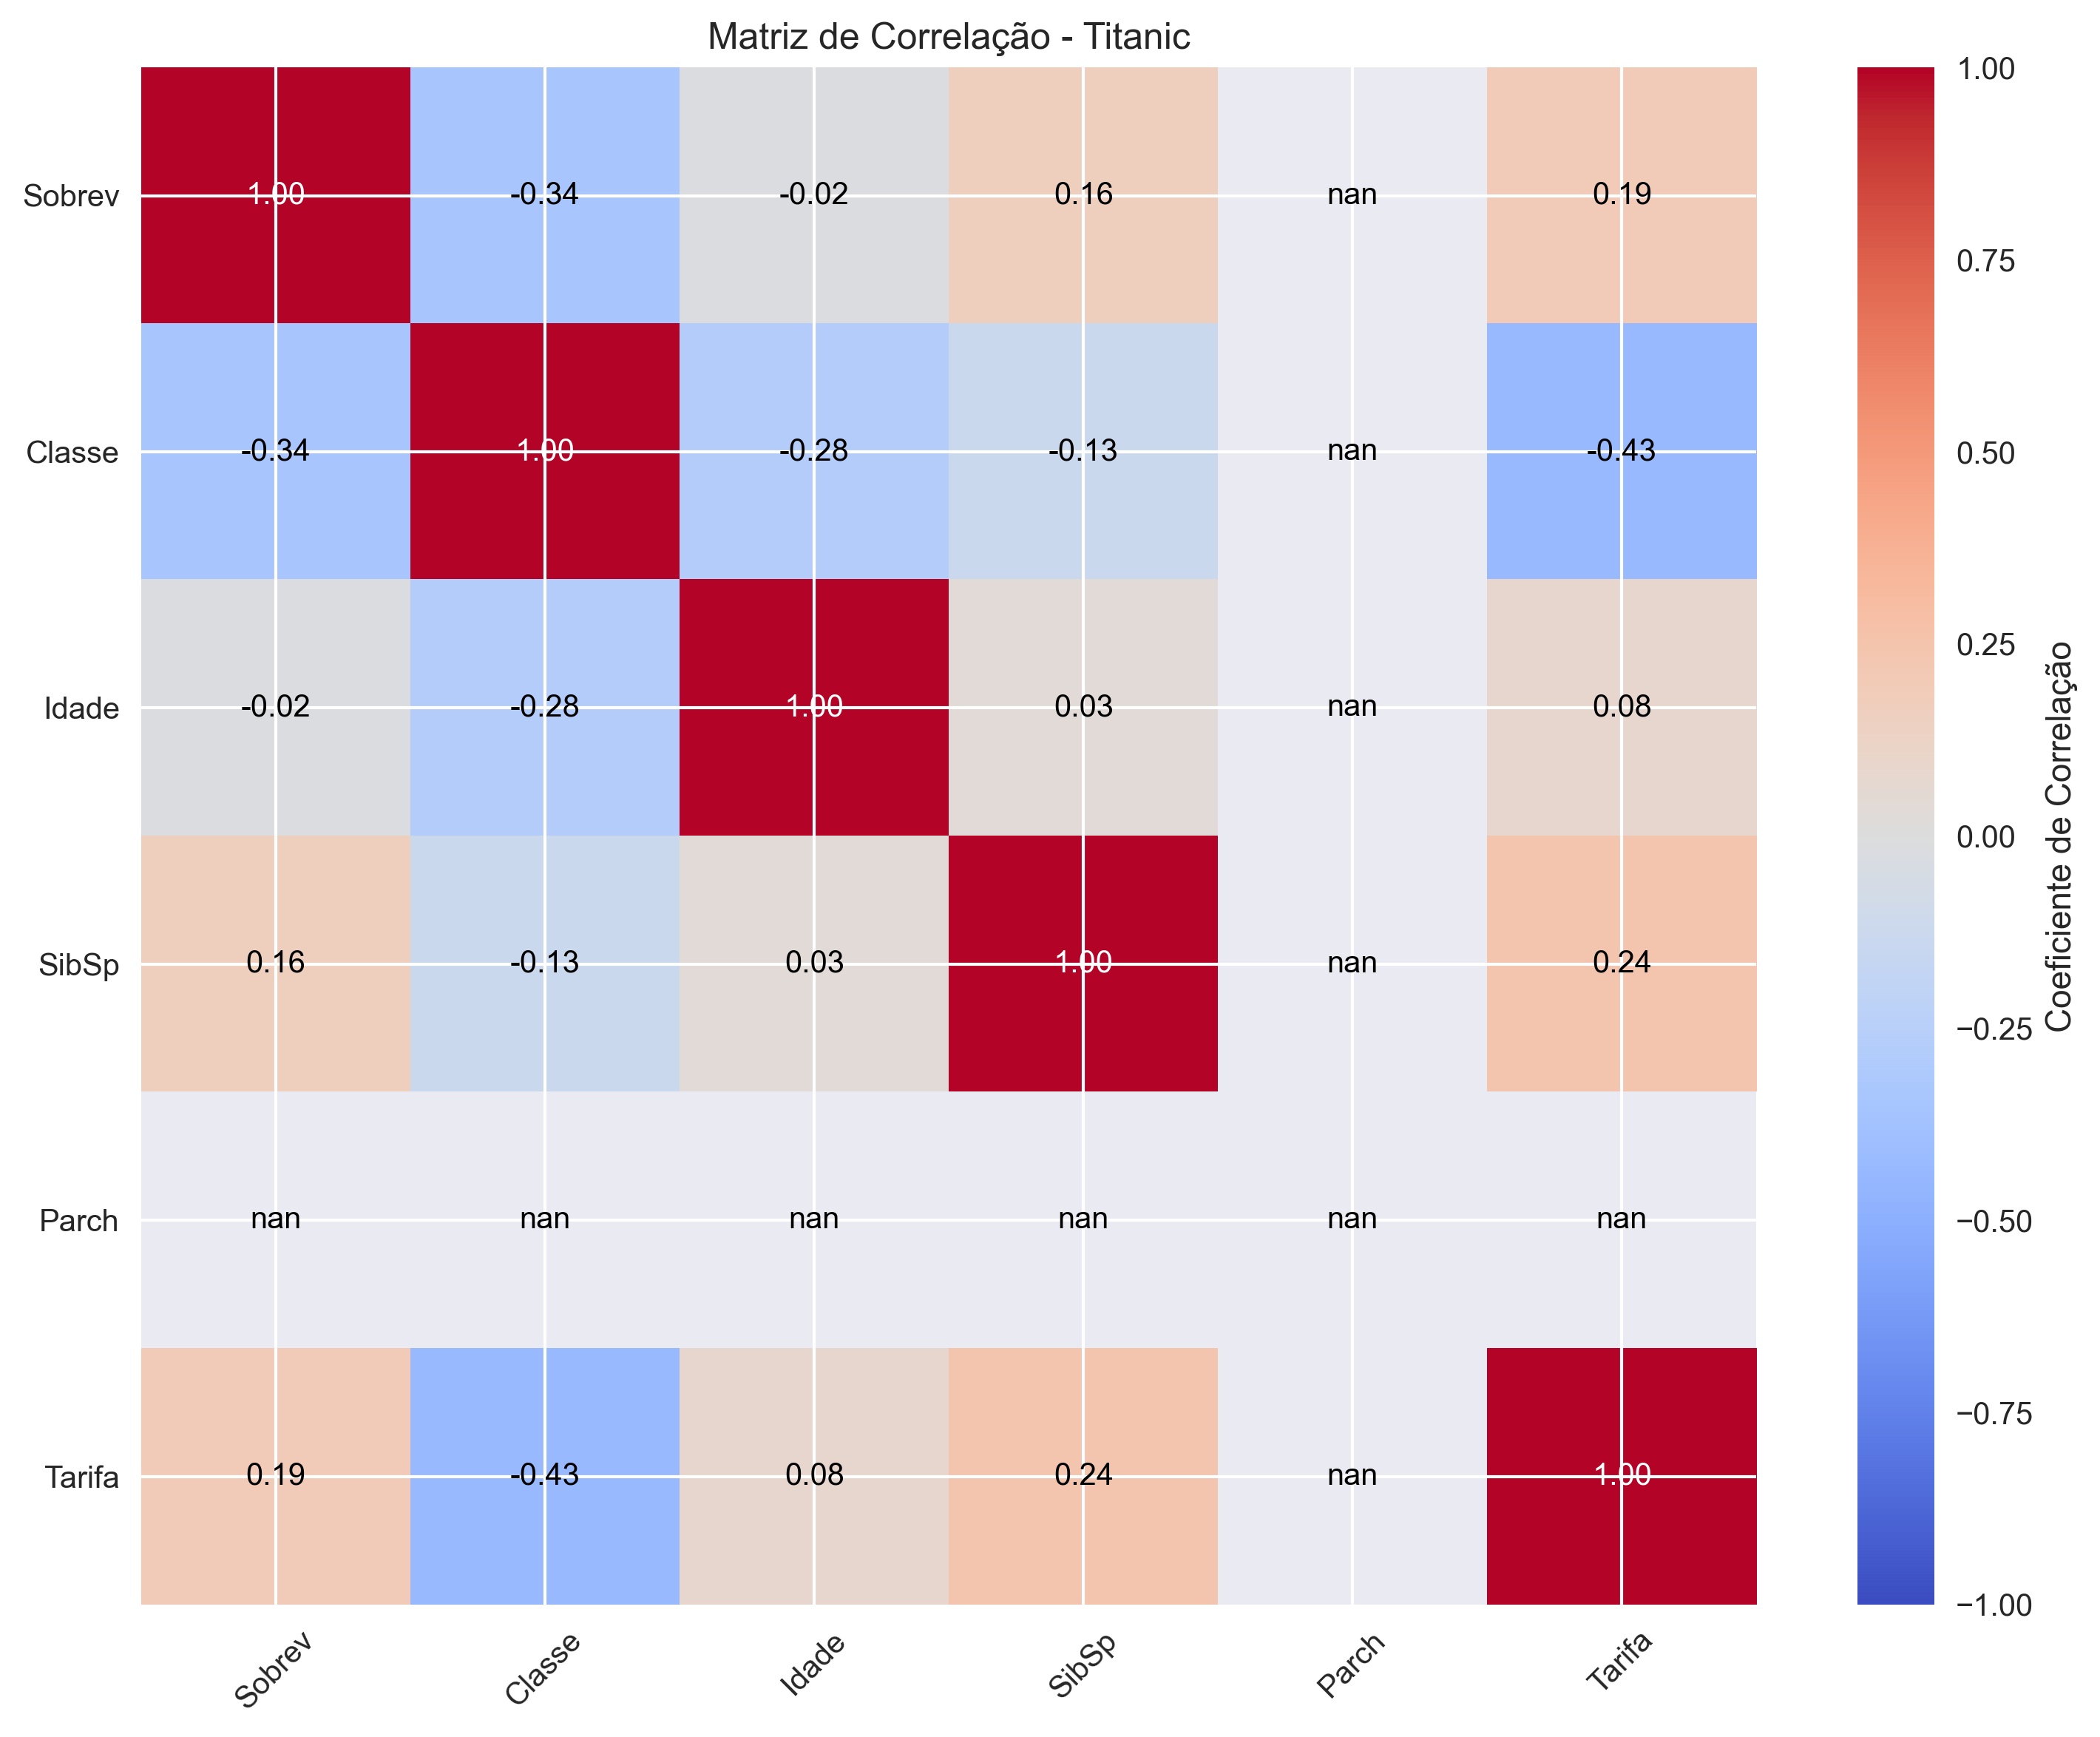 Matriz de Correlação - Titanic
Sobrev 1.00 -0.34 -0.02 0.16 nan 0.19
Classe -0.34 1.00 -0.28 -0.13 nan -0.43
Idade -0.02 -0.28 1.00 0.03 nan 0.08
SibSp 0.16 -0.13 0.03 1.00 nan 0.24
Parch nan nan nan nan nan nan
Tarifa 0.19 -0.43 0.08 0.24 nan 1.00
Sobrev Classe Idade SibSp Parch Tarifa
1.00
0.75
0.50
0.25
0.00
−0.25
−0.50
−0.75
−1.00
Coeficiente de Correlação